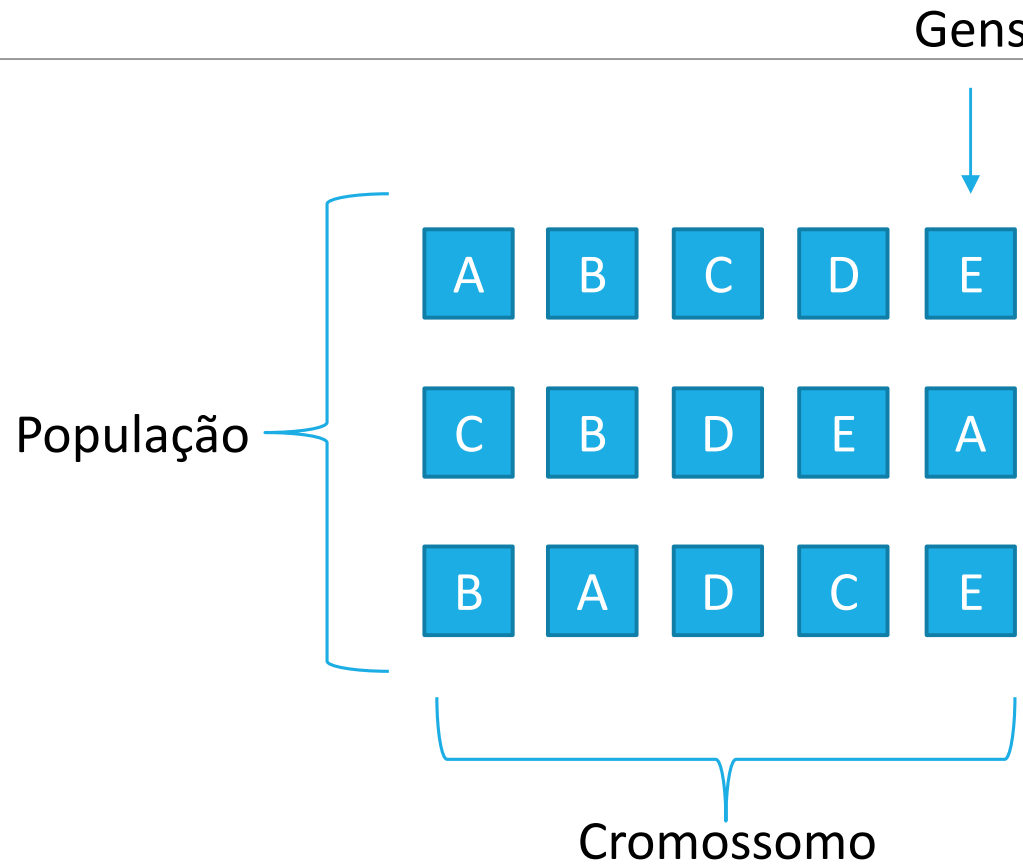 Gens
A B C D E
População
C B D E A
B A D C E
Cromossomo